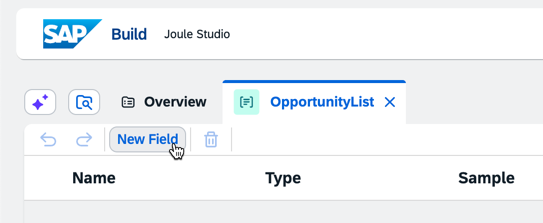 SAP Build Joule Studio
Overview OpportunityList
New Field
Name Type Sample